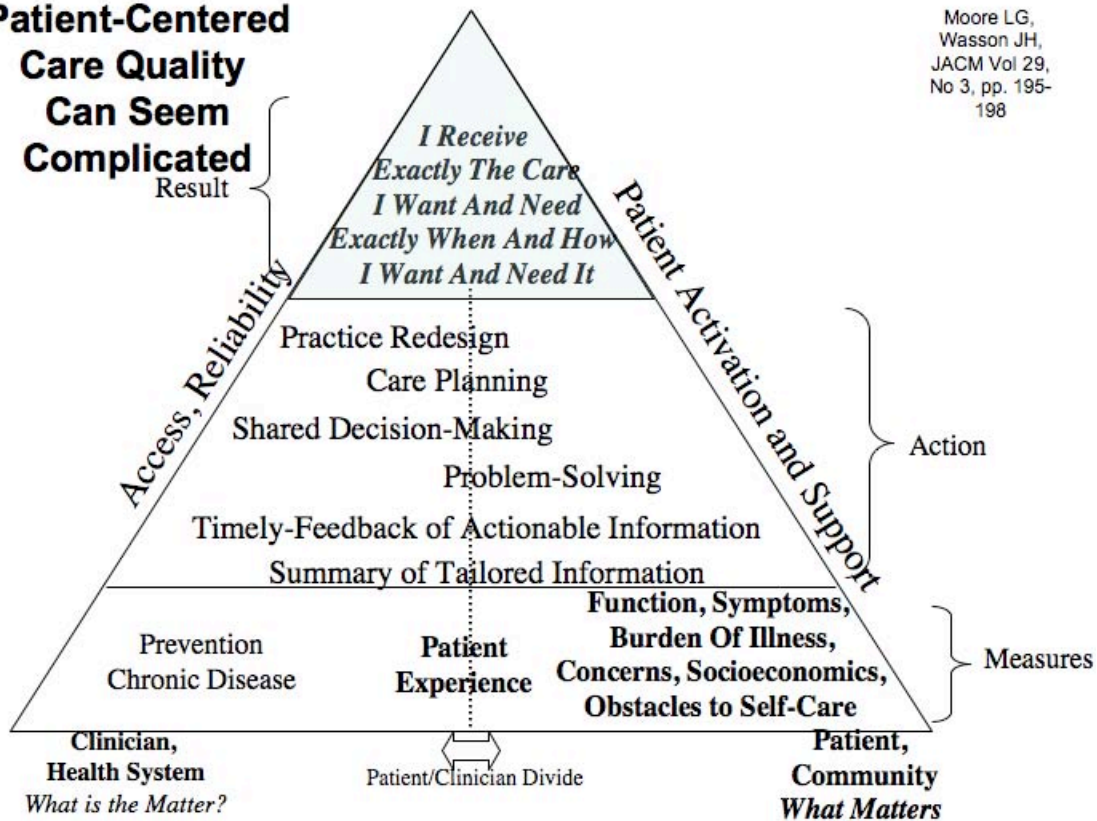 Patient-Centered
Care Quality
Can Seem
Complicated
Moore LG,
Wasson JH,
JACM Vol 29,
No 3, pp. 195-
198
Result
I Receive
Exactly The Care
I Want And Need
Exactly When And How
I Want And Need It
Access, Reliability
Patient Activation and Support
Practice Redesign
Care Planning
Shared Decision-Making
Problem-Solving
Timely-Feedback of Actionable Information
Summary of Tailored Information
Action
Prevention
Chronic Disease
Patient
Experience
Function, Symptoms,
Burden Of Illness,
Concerns, Socioeconomics,
Obstacles to Self-Care
Measures
Clinician,
Health System
What is the Matter?
Patient/Clinician Divide
Patient,
Community
What Matters